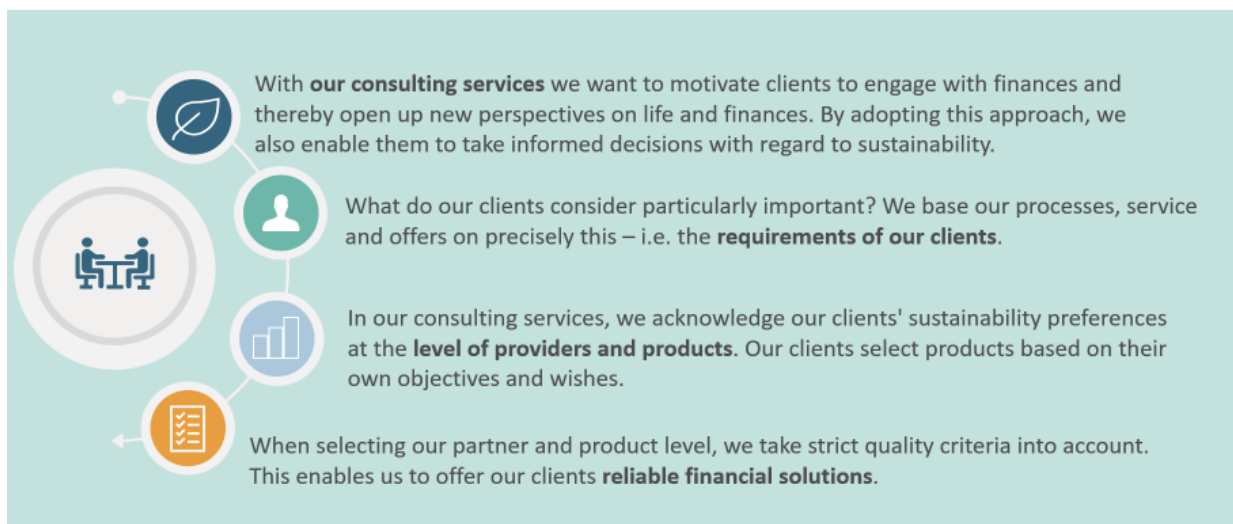 With our consulting services we want to motivate clients to engage with finances and
thereby open up new perspectives on life and finances. By adopting this approach, we
also enable them to take informed decisions with regard to sustainability.
What do our clients consider particularly important? We base our processes, service
and offers on precisely this – i.e. the requirements of our clients.
In our consulting services, we acknowledge our clients' sustainability preferences
at the level of providers and products. Our clients select products based on their
own objectives and wishes.
When selecting our partner and product level, we take strict quality criteria into account.
This enables us to offer our clients reliable financial solutions.